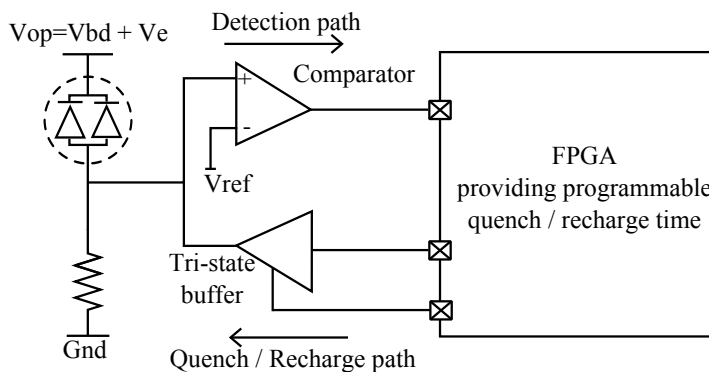 Vop=Vbd + Ve
Detection path
Comparator
+
-
Vref
FPGA
providing programmable
quench / recharge time
Tri-state
buffer
Gnd
Quench / Recharge path